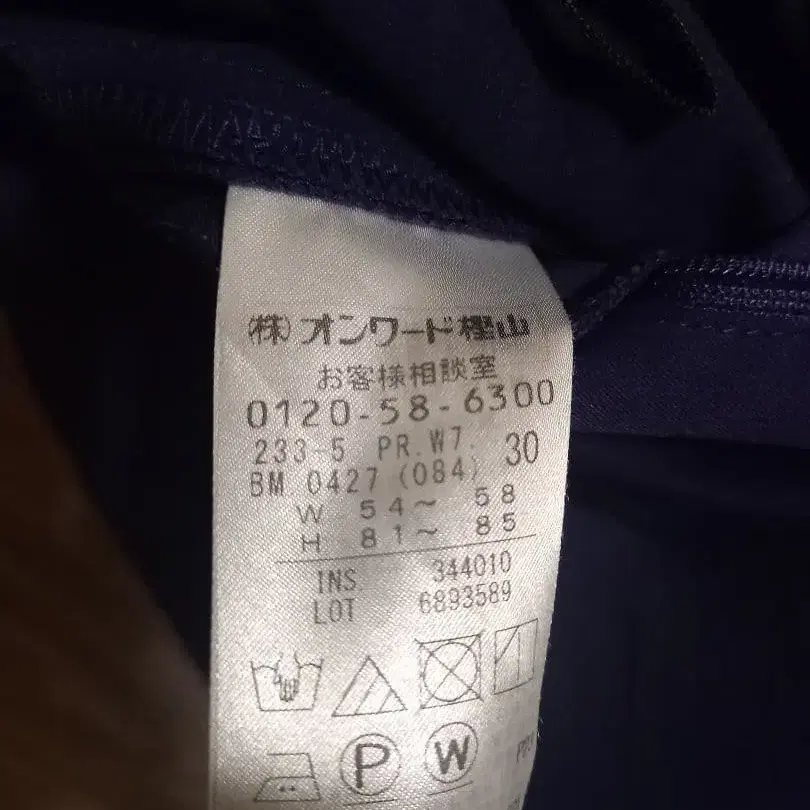 ㈱オンワード樫山
お客様相談室
0120-58-6300
233-5 PR.W7. 30
BM 0427 (084)
W 54~ 58
H 81~ 85
INS 344010
LOT 6893589
P W